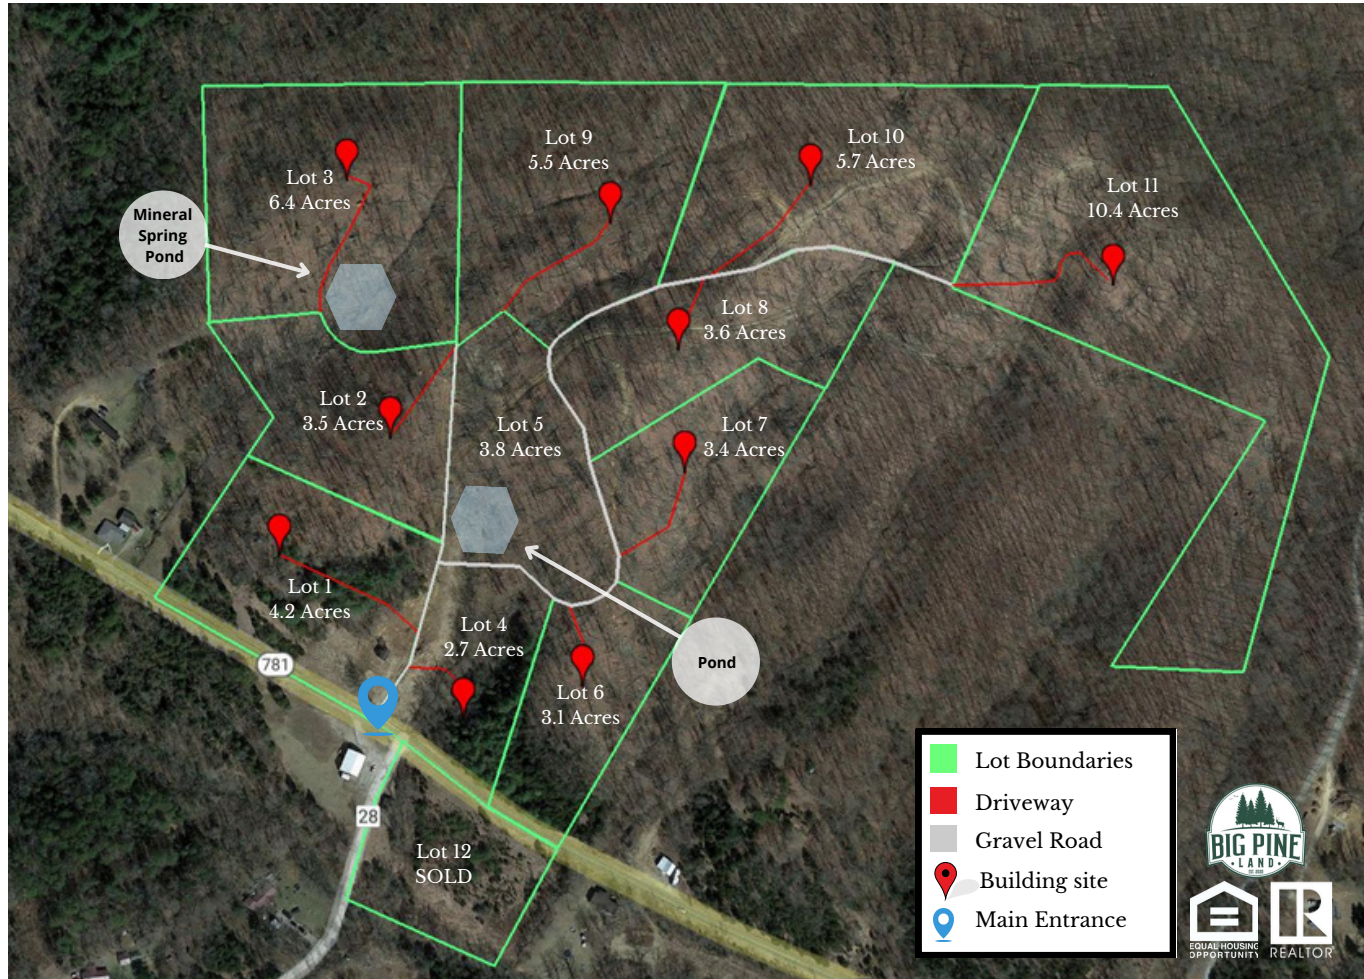 Lot 9
5.5 Acres
Lot 10
5.7 Acres
Lot 3
6.4 Acres
Lot 11
10.4 Acres
Mineral
Spring
Pond
Lot 8
3.6 Acres
Lot 2
3.5 Acres
Lot 5
3.8 Acres
Lot 7
3.4 Acres
Lot 1
4.2 Acres
Lot 4
2.7 Acres
781
Pond
Lot 6
3.1 Acres
28
Lot 12
SOLD
Lot Boundaries
Driveway
Gravel Road
Building site
Main Entrance
BIG PINE
LAND
EQUAL HOUSING
OPPORTUNITY
R
REALTOR®